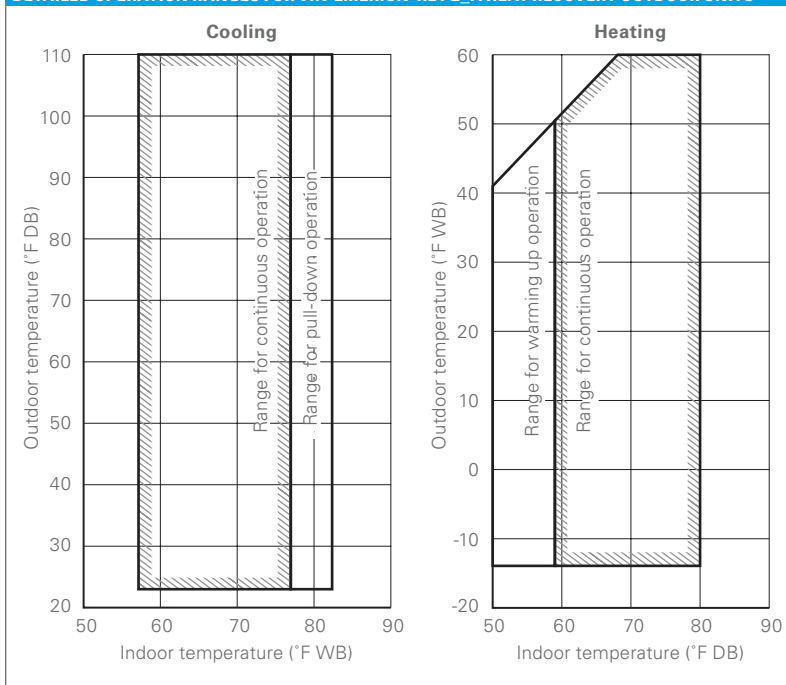 Cooling
110
100
90
80
70
60
50
40
30
20
Outdoor temperature (°F DB)
Range for continuous operation
Range for pull-down operation
50 60 70 80 90
Indoor temperature (°F WB)
Heating
60
50
40
30
20
10
0
-10
-20
Outdoor temperature (°F WB)
Range for warming up operation
Range for continuous operation
50 60 70 80 90
Indoor temperature (°F DB)